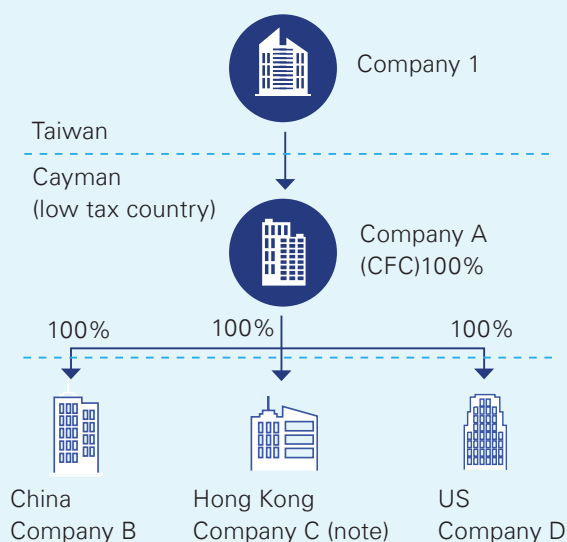 Company 1
Taiwan
Cayman
(low tax country)
Company A
(CFC)100%
100%
100%
100%
China
Company B
Hong Kong
Company C (note)
US
Company D